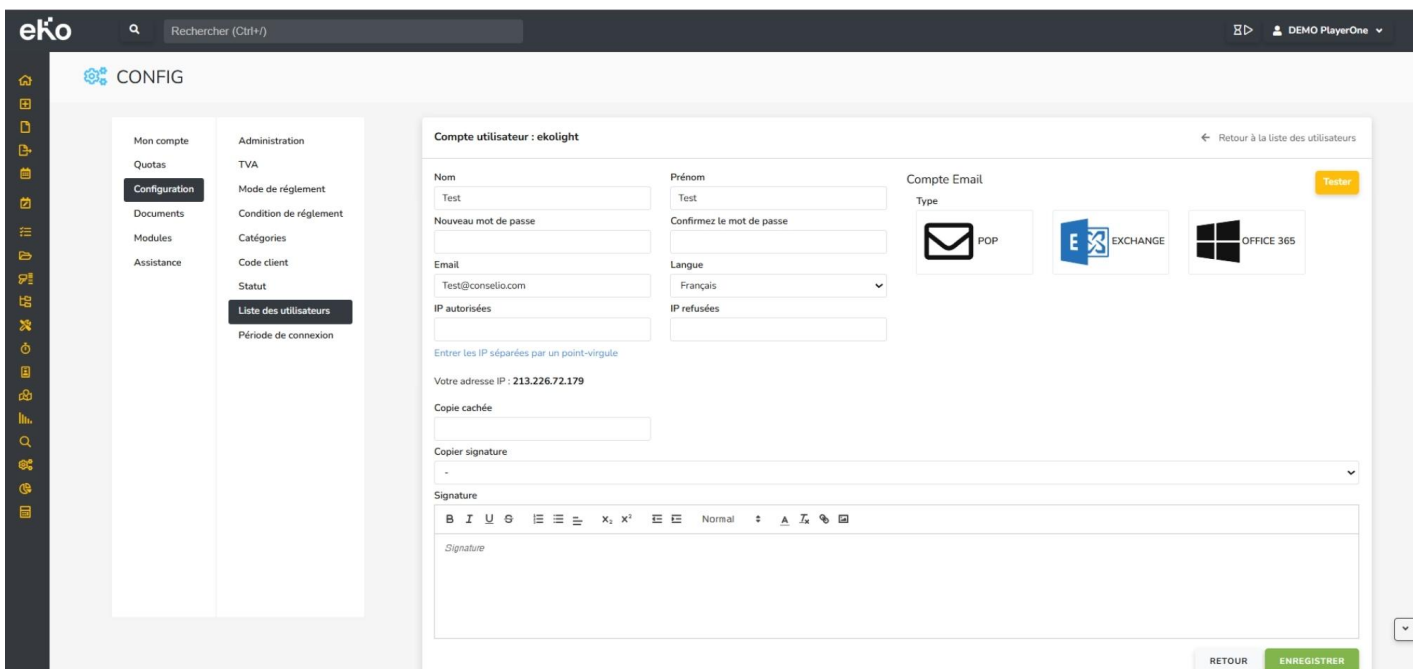 eko
Rechercher (Ctrl+/)
DEMO PlayerOne
CONFIG
Mon compte
Quotas
Configuration
Documents
Modules
Assistance
Administration
TVA
Mode de réglement
Condition de réglement
Catégories
Code client
Statut
Liste des utilisateurs
Période de connexion
Compte utilisateur : ekolight
Retour à la liste des utilisateurs
Nom
Prénom
Test
Test
Nouveau mot de passe
Confirmez le mot de passe
Email
Langue
Test@conselio.com
Français
IP autorisées
IP refusées
Entrer les IP séparées par un point-virgule
Votre adresse IP : 213.226.72.179
Copie cachée
Copier signature
-
Signature
B I U S X₂ X² Normal A Tx
Signature
Compte Email
Tester
Type
POP
E X EXCHANGE
OFFICE 365
RETOUR
ENREGISTRER